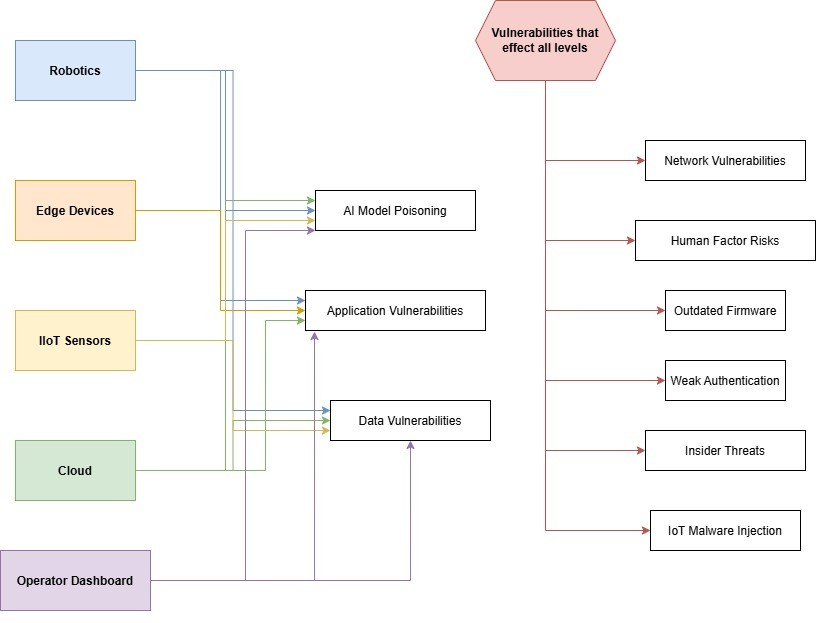 Vulnerabilities that
effect all levels
Robotics
Network Vulnerabilities
Edge Devices
AI Model Poisoning
Human Factor Risks
Application Vulnerabilities
Outdated Firmware
IIoT Sensors
Weak Authentication
Data Vulnerabilities
Insider Threats
Cloud
IoT Malware Injection
Operator Dashboard